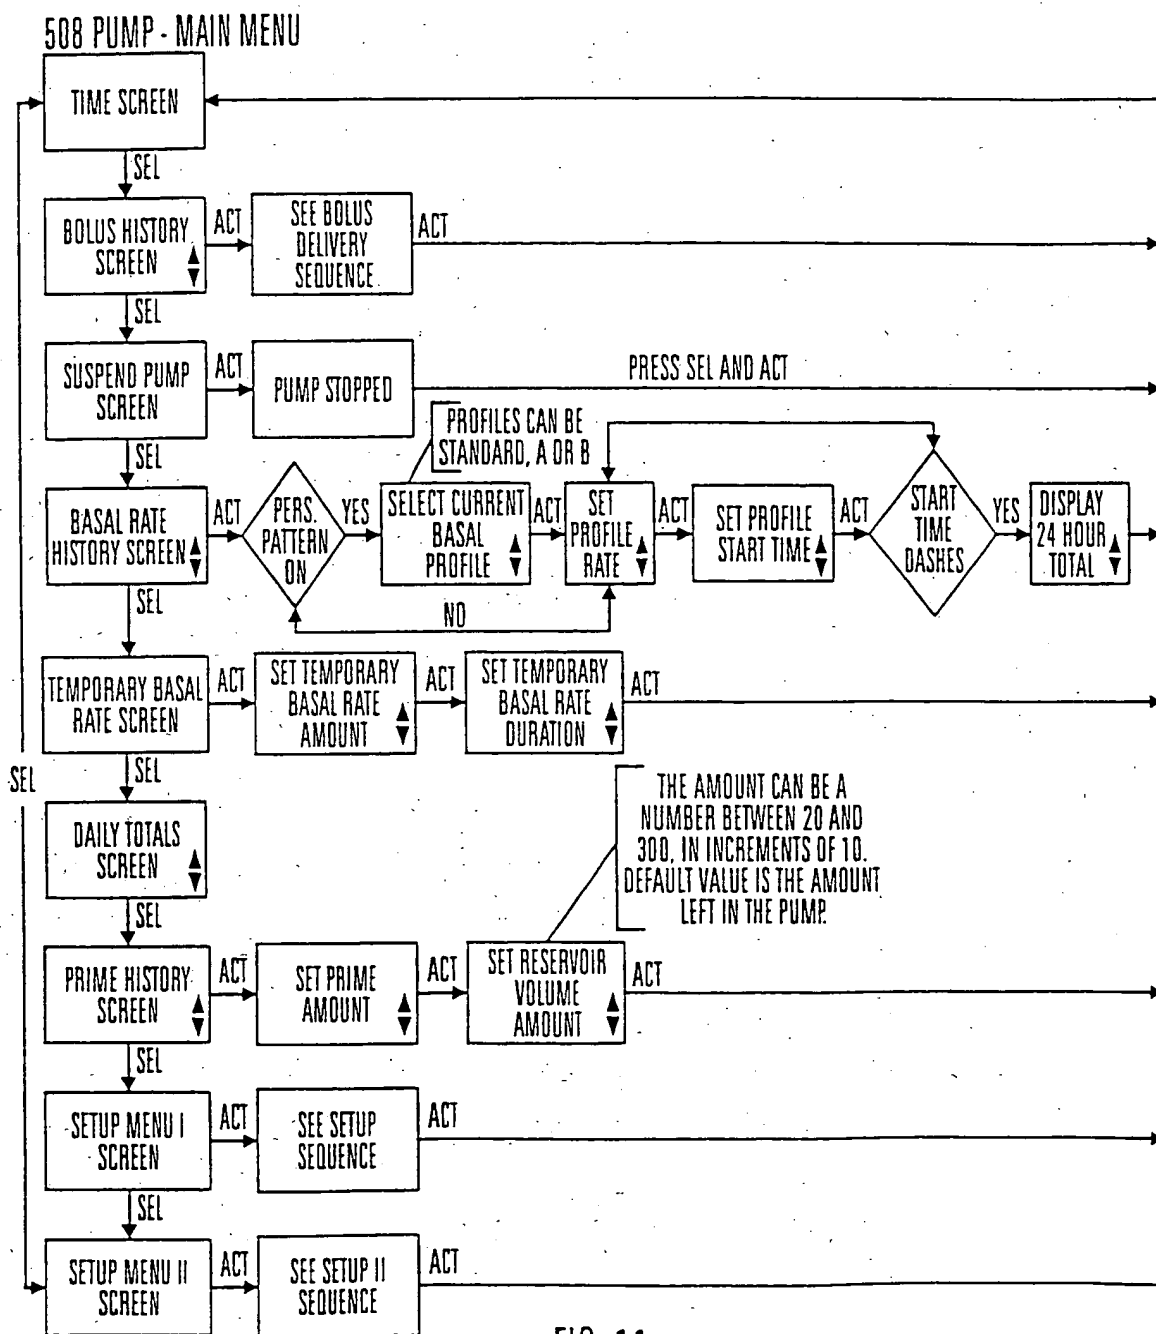 508 PUMP - MAIN MENU
TIME SCREEN
SEL
BOLUS HISTORY
SCREEN
ACT
SEE BOLUS
DELIVERY
SEQUENCE
ACT
SEL
SUSPEND PUMP
SCREEN
ACT
PUMP STOPPED
PRESS SEL AND ACT
PROFILES CAN BE
STANDARD, A OR B
SEL
BASAL RATE
HISTORY SCREEN
ACT
PERS.
PATTERN
ON
YES
SELECT CURRENT
BASAL
PROFILE
ACT
SET
PROFILE
RATE
ACT
SET PROFILE
START TIME
ACT
START
TIME
DASHES
YES
DISPLAY
24 HOUR
TOTAL
NO
SEL
TEMPORARY BASAL
RATE SCREEN
ACT
SET TEMPORARY
BASAL RATE
AMOUNT
ACT
SET TEMPORARY
BASAL RATE
DURATION
ACT
SEL
SEL
DAILY TOTALS
SCREEN
THE AMOUNT CAN BE A
NUMBER BETWEEN 20 AND
300, IN INCREMENTS OF 10.
DEFAULT VALUE IS THE AMOUNT
LEFT IN THE PUMP.
SEL
PRIME HISTORY
SCREEN
ACT
SET PRIME
AMOUNT
ACT
SET RESERVOIR
VOLUME
AMOUNT
ACT
SEL
SETUP MENU I
SCREEN
ACT
SEE SETUP
SEQUENCE
ACT
SEL
SETUP MENU II
SCREEN
ACT
SEE SETUP II
SEQUENCE
ACT